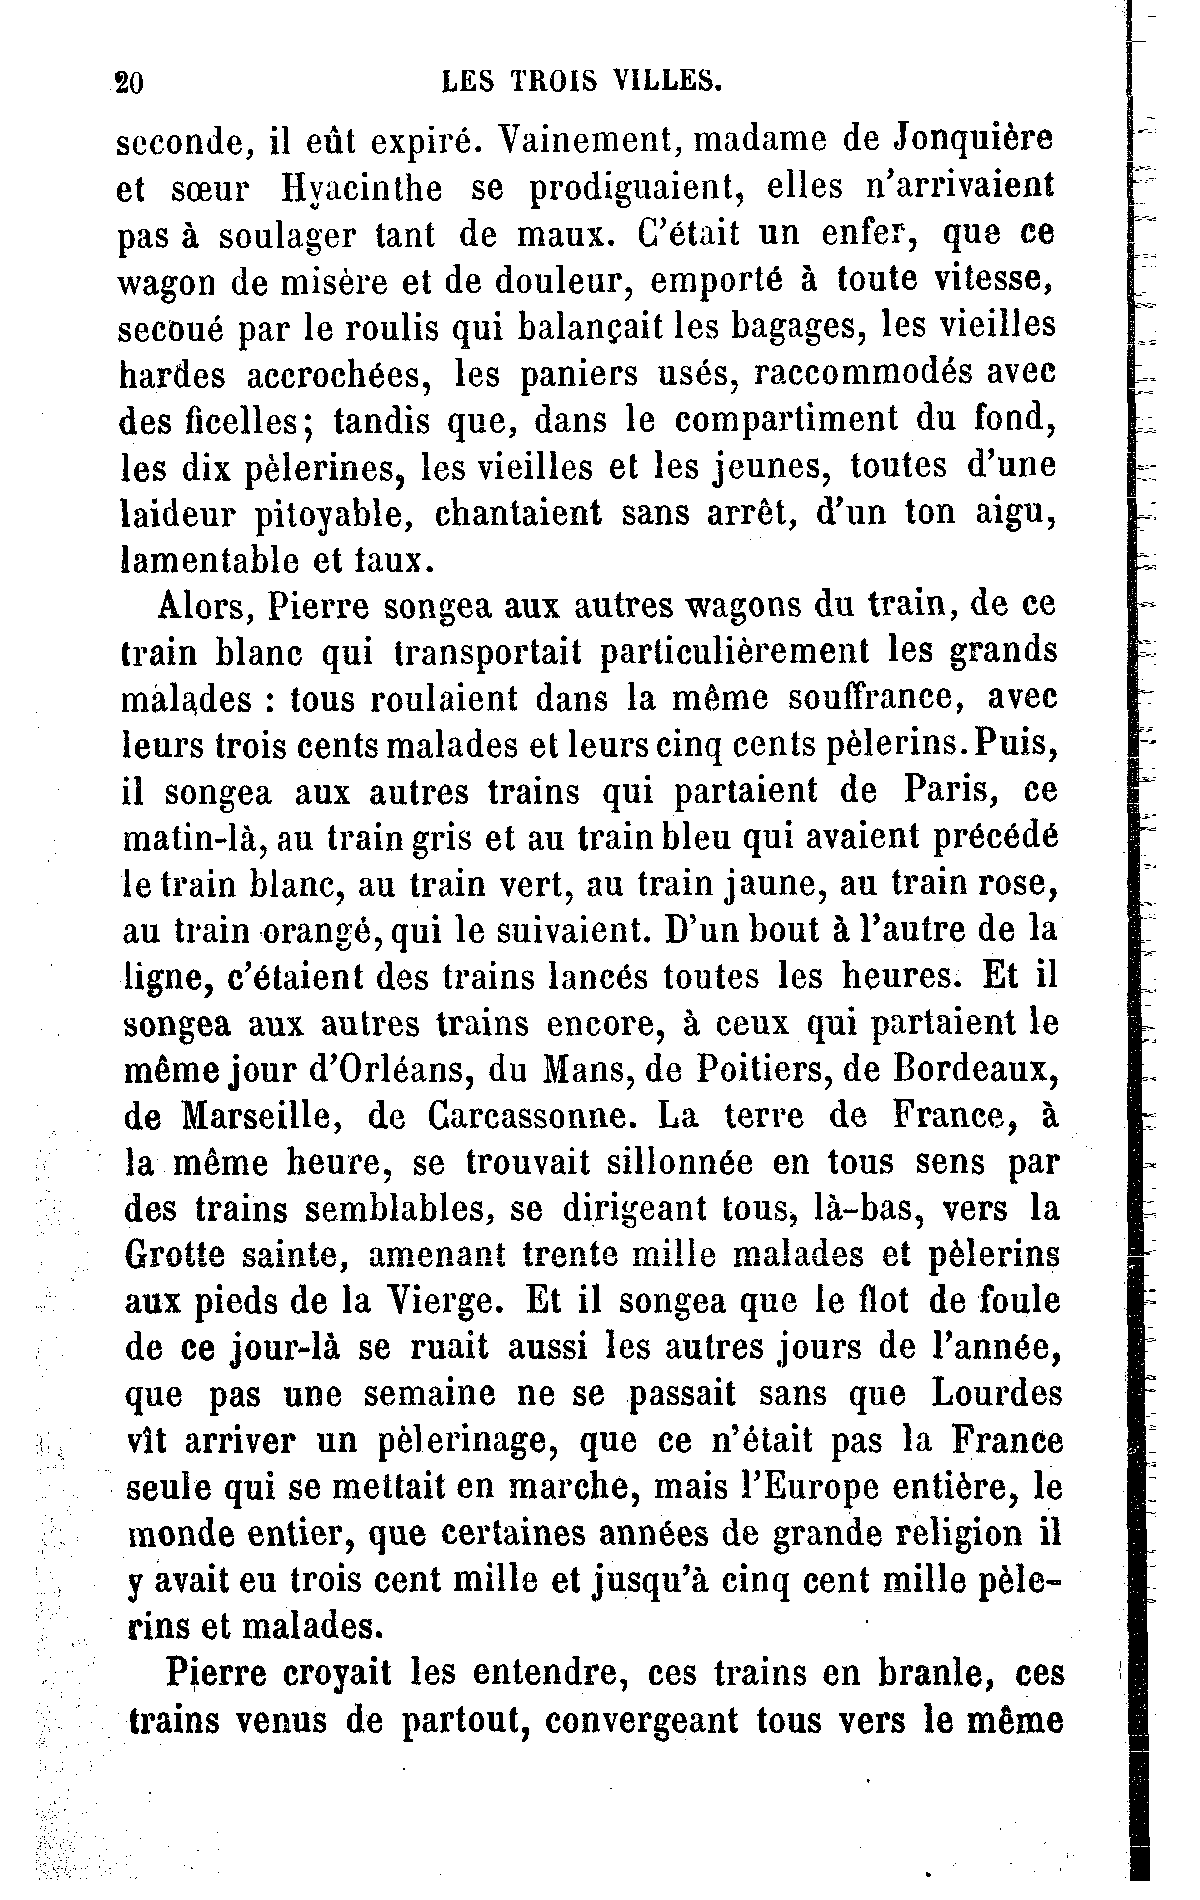 20 LES TROIS VILLES.
seconde, il eût expiré. Vainement, madame de Jonquière
et sœur Hyacinthe se prodiguaient, elles n'arrivaient
pas à soulager tant de maux. C'était un enfer, que ce
wagon de misère et de douleur, emporté à toute vitesse,
secoué par le roulis qui balançait les bagages, les vieilles
hardes accrochées, les paniers usés, raccommodés avec
des ficelles; tandis que, dans le compartiment du fond,
les dix pèlerines, les vieilles et les jeunes, toutes d'une
laideur pitoyable, chantaient sans arrêt, d'un ton aigu,
lamentable et faux.
Alors, Pierre songea aux autres wagons du train, de ce
train blanc qui transportait particulièrement les grands
malades : tous roulaient dans la même souffrance, avec
leurs trois cents malades et leurs cinq cents pèlerins. Puis,
il songea aux autres trains qui partaient de Paris, ce
matin-là, au train gris et au train bleu qui avaient précédé
le train blanc, au train vert, au train jaune, au train rose,
au train orangé, qui le suivaient. D'un bout à l'autre de la
ligne, c'étaient des trains lancés toutes les heures. Et il
songea aux autres trains encore, à ceux qui partaient le
même jour d'Orléans, du Mans, de Poitiers, de Bordeaux,
de Marseille, de Carcassonne. La terre de France, à
la même heure, se trouvait sillonnée en tous sens par
des trains semblables, se dirigeant tous, là-bas, vers la
Grotte sainte, amenant trente mille malades et pèlerins
aux pieds de la Vierge. Et il songea que le flot de foule
de ce jour-là se ruait aussi les autres jours de l'année,
que pas une semaine ne se passait sans que Lourdes
vît arriver un pèlerinage, que ce n'était pas la France
seule qui se mettait en marche, mais l'Europe entière, le
monde entier, que certaines années de grande religion il
y avait eu trois cent mille et jusqu'à cinq cent mille pèle-
rins et malades.
Pierre croyait les entendre, ces trains en branle, ces
trains venus de partout, convergeant tous vers le même